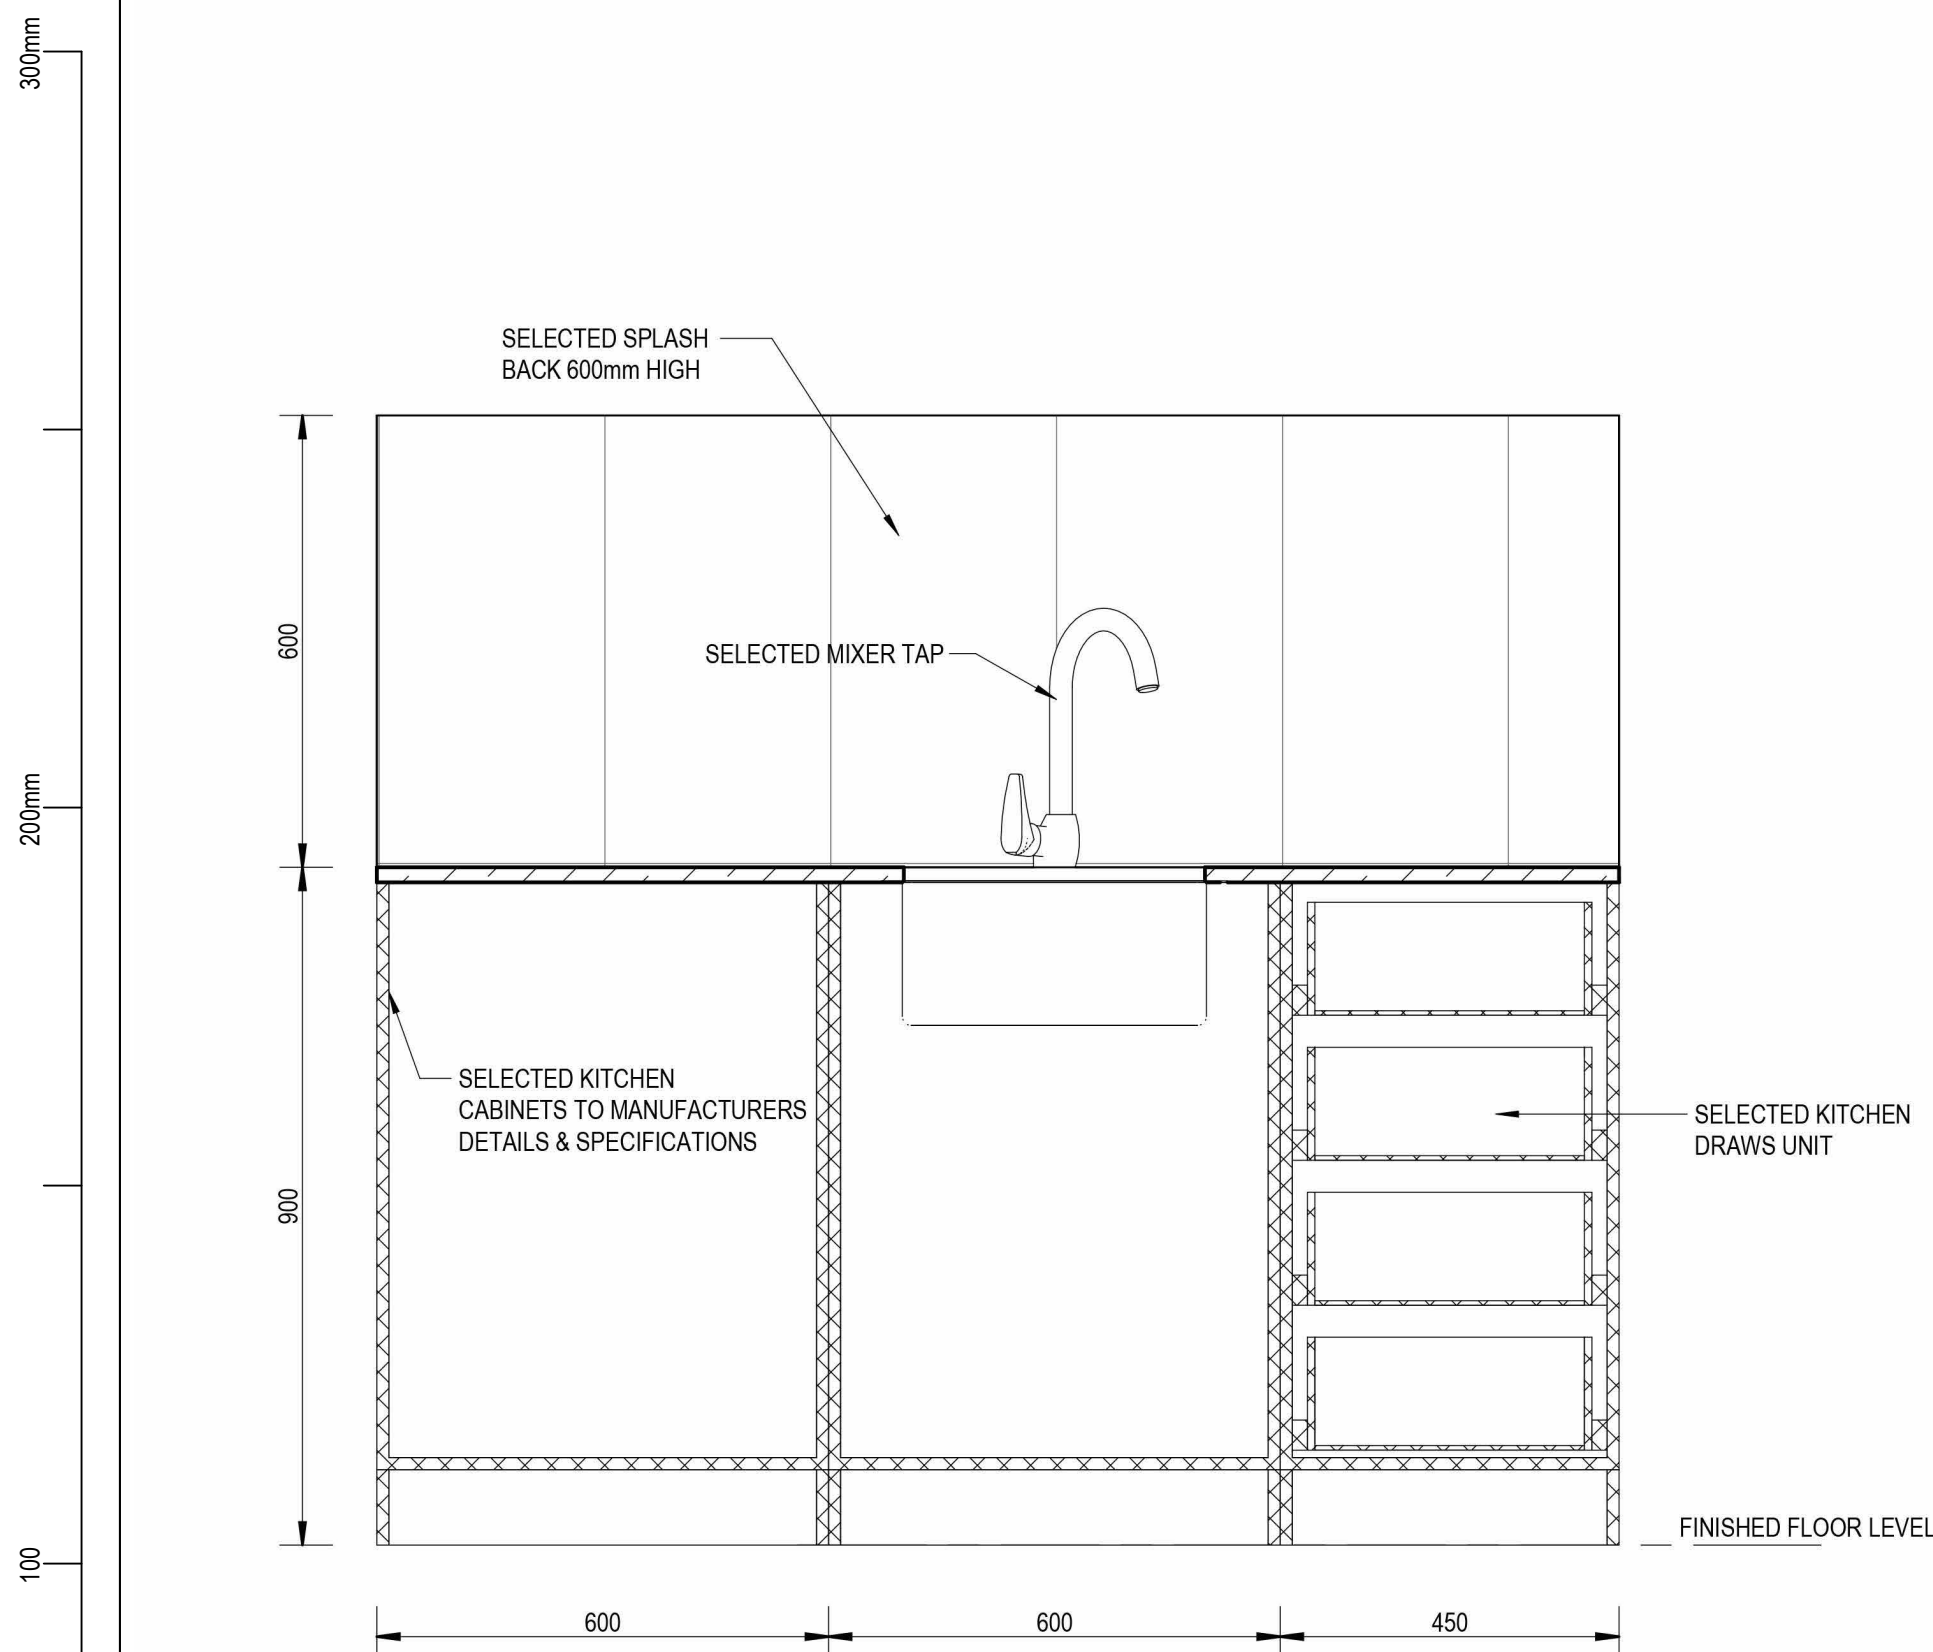 300mm
SELECTED SPLASH
BACK 600mm HIGH
600
SELECTED MIXER TAP
200mm
SELECTED KITCHEN
CABINETS TO MANUFACTURERS
DETAILS & SPECIFICATIONS
SELECTED KITCHEN
DRAWS UNIT
900
FINISHED FLOOR LEVEL
100
600
600
450